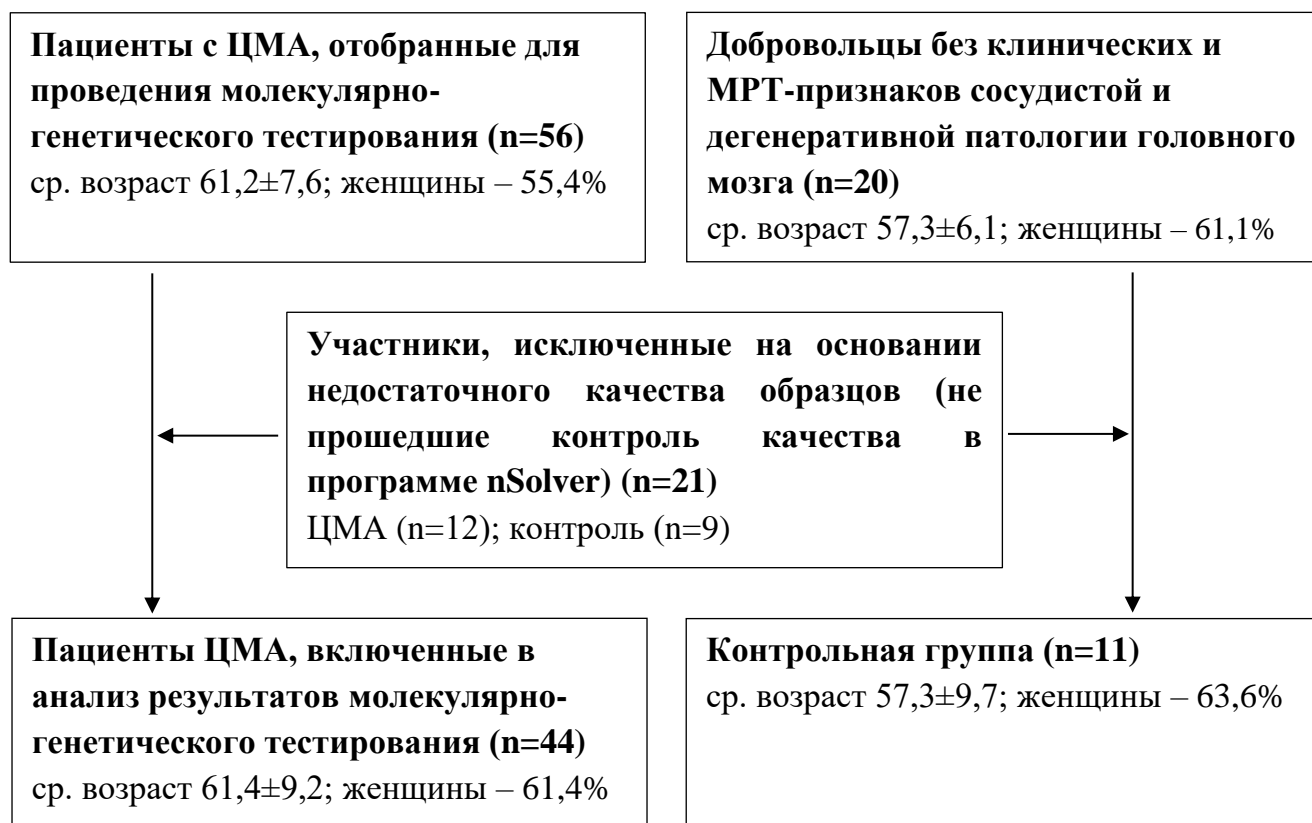 Пациенты с ЦМА, отобранные для
проведения молекулярно-
генетического тестирования (n=56)
ср. возраст 61,2±7,6; женщины – 55,4%
Добровольцы без клинических и
МРТ-признаков сосудистой и
дегенеративной патологии головного
мозга (n=20)
ср. возраст 57,3±6,1; женщины – 61,1%
Участники, исключенные на основании
недостаточного качества образцов (не
прошедшие контроль качества в
программе nSolver) (n=21)
ЦМА (n=12); контроль (n=9)
Пациенты ЦМА, включенные в
анализ результатов молекулярно-
генетического тестирования (n=44)
ср. возраст 61,4±9,2; женщины – 61,4%
Контрольная группа (n=11)
ср. возраст 57,3±9,7; женщины – 63,6%